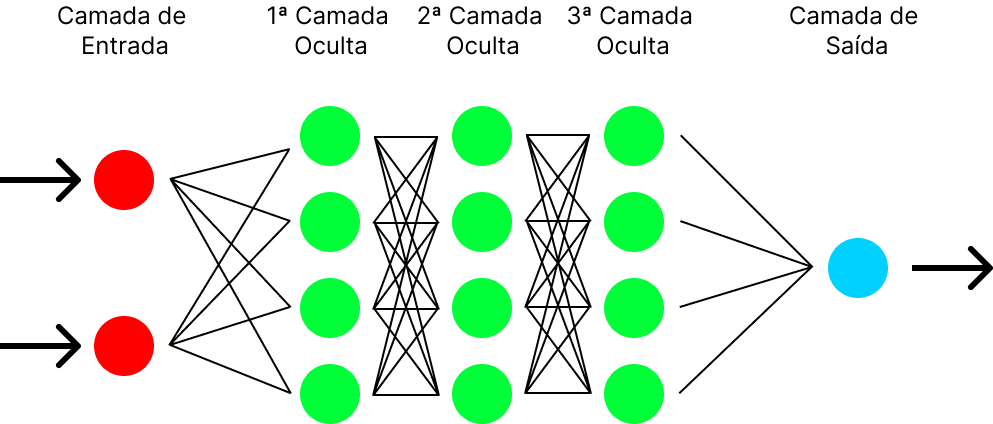 Camada de
Entrada
1ª Camada
Oculta
2ª Camada
Oculta
3ª Camada
Oculta
Camada de
Saída